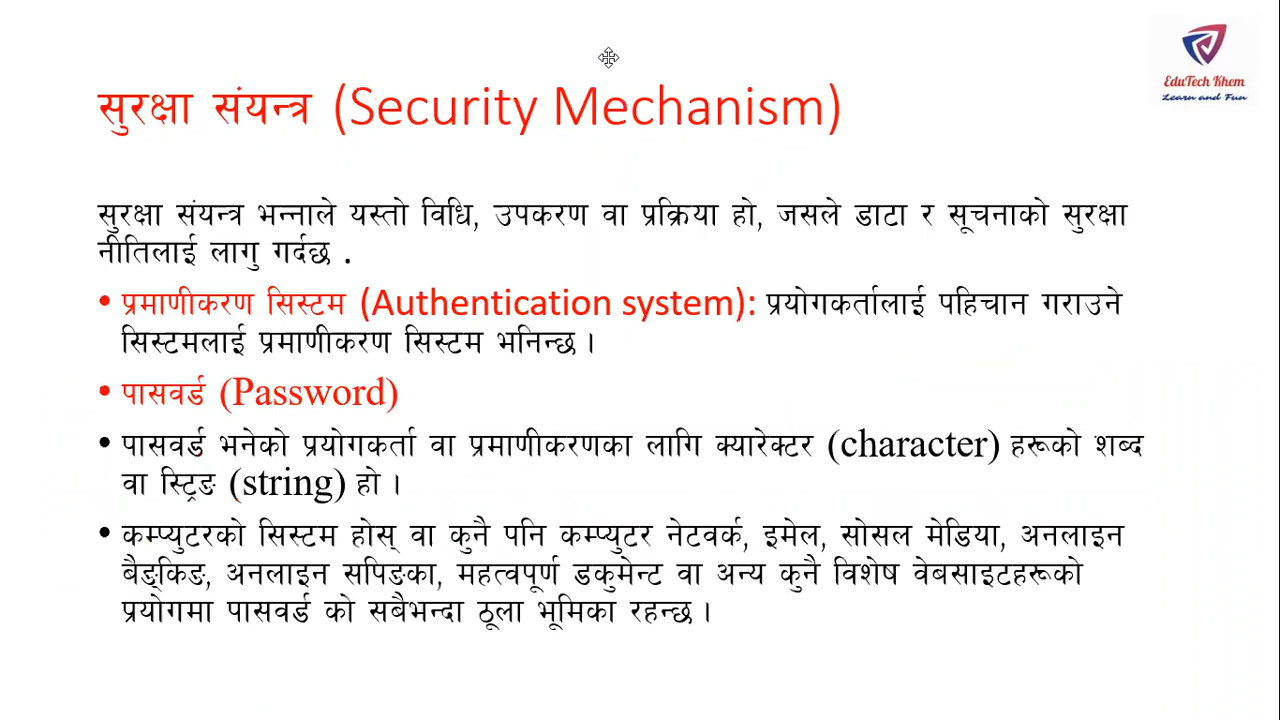 EduTech Khem
Learn and Fun
सुरक्षा संयन्त्र (Security Mechanism)
सुरक्षा संयन्त्र भन्नाले यस्तो विधि, उपकरण वा प्रक्रिया हो, जसले डाटा र सूचनाको सुरक्षा
नीतिलाई लागु गर्दछ .
• प्रमाणीकरण सिस्टम (Authentication system): प्रयोगकर्तालाई पहिचान गराउने
सिस्टमलाई प्रमाणीकरण सिस्टम भनिन्छ ।
• पासवर्ड (Password)
• पासवर्ड भनेको प्रयोगकर्ता वा प्रमाणीकरणका लागि क्यारेक्टर (character) हरूको शब्द
वा स्ट्रिङ (string) हो ।
• कम्प्युटरको सिस्टम होस् वा कुनै पनि कम्प्युटर नेटवर्क, इमेल, सोसल मेडिया, अनलाइन
बैङ्किङ, अनलाइन सपिङका, महत्वपूर्ण डकुमेन्ट वा अन्य कुनै विशेष वेबसाइटहरूको
प्रयोगमा पासवर्ड को सबैभन्दा ठूला भूमिका रहन्छ ।